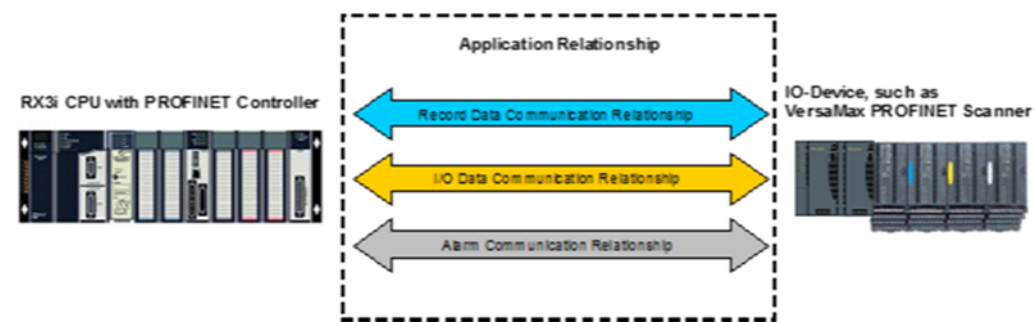 Application Relationship
RX3i CPU with PROFINET Controller
Record Data Communication Relationship
I/O Data Communication Relationship
Alarm Communication Relationship
IO-Device, such as
VersaMax PROFINET Scanner